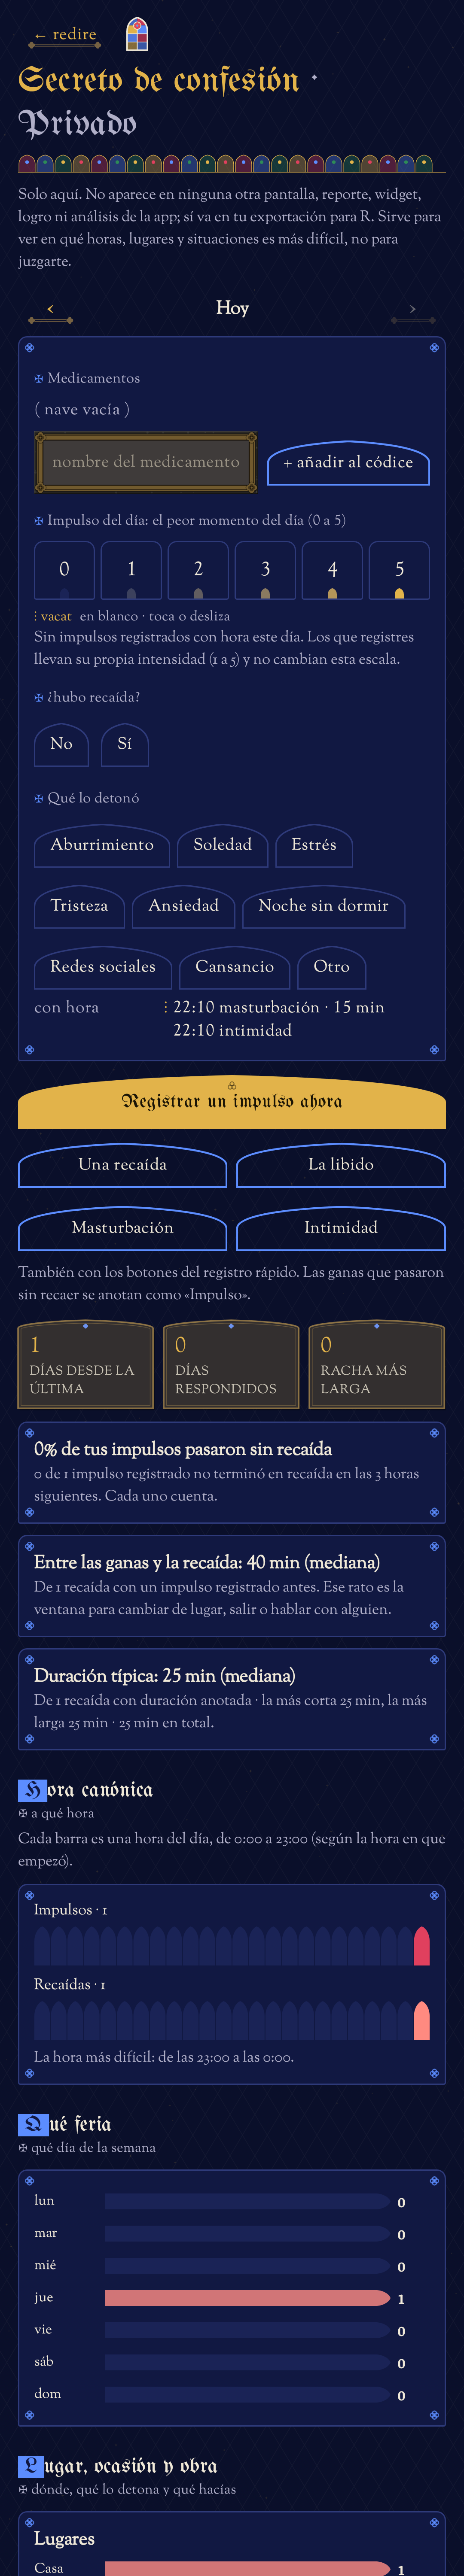 ← redire
Secreto de confesión
Privado
Solo aquí. No aparece en ninguna otra pantalla, reporte, widget,
logro ni análisis de la app; sí va en tu exportación para R. Sirve para
ver en qué horas, lugares y situaciones es más difícil, no para
juzgarte.
‹ Hoy ›
✠ Medicamentos
( nave vacía )
nombre del medicamento + añadir al códice
✠ Impulso del día: el peor momento del día (0 a 5)
0 1 2 3 4 5
⁝ vacat en blanco · toca o desliza
Sin impulsos registrados con hora este día. Los que registres
llevan su propia intensidad (1 a 5) y no cambian esta escala.
✠ ¿hubo recaída?
No Sí
✠ Qué lo detonó
Aburrimiento Soledad Estrés
Tristeza Ansiedad Noche sin dormir
Redes sociales Cansancio Otro
con hora ⁝ 22:10 masturbación · 15 min
22:10 intimidad
Registrar un impulso ahora
Una recaída La libido
Masturbación Intimidad
También con los botones del registro rápido. Las ganas que pasaron
sin recaer se anotan como «Impulso».
1 0 0
DÍAS DESDE LA DÍAS RACHA MÁS
ÚLTIMA RESPONDIDOS LARGA
0% de tus impulsos pasaron sin recaída
0 de 1 impulso registrado no terminó en recaída en las 3 horas
siguientes. Cada uno cuenta.
Entre las ganas y la recaída: 40 min (mediana)
De 1 recaída con un impulso registrado antes. Ese rato es la
ventana para cambiar de lugar, salir o hablar con alguien.
Duración típica: 25 min (mediana)
De 1 recaída con duración anotada · la más corta 25 min, la más
larga 25 min · 25 min en total.
Hora canónica
✠ a qué hora
Cada barra es una hora del día, de 0:00 a 23:00 (según la hora en que
empezó).
Impulsos · 1
Recaídas · 1
La hora más difícil: de las 23:00 a las 0:00.
Qué feria
✠ qué día de la semana
lun 0
mar 0
mié 0
jue 1
vie 0
sáb 0
dom 0
Lugar, ocasión y obra
✠ dónde, qué lo detona y qué hacías
Lugares
Casa 1